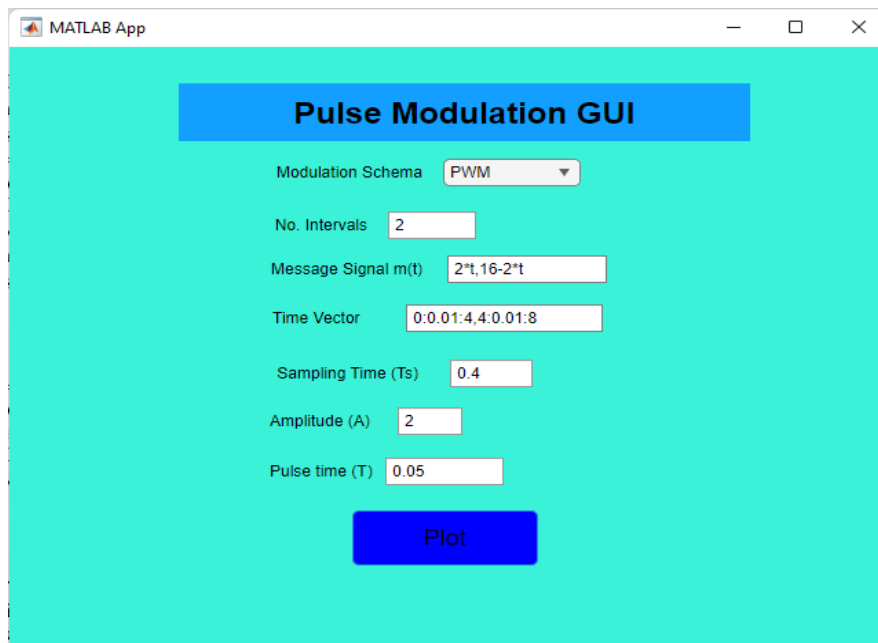 MATLAB App
Pulse Modulation GUI
Modulation Schema PWM
No. Intervals 2
Message Signal m(t) 2*t,16-2*t
Time Vector 0:0.01:4,4:0.01:8
Sampling Time (Ts) 0.4
Amplitude (A) 2
Pulse time (T) 0.05
Plot